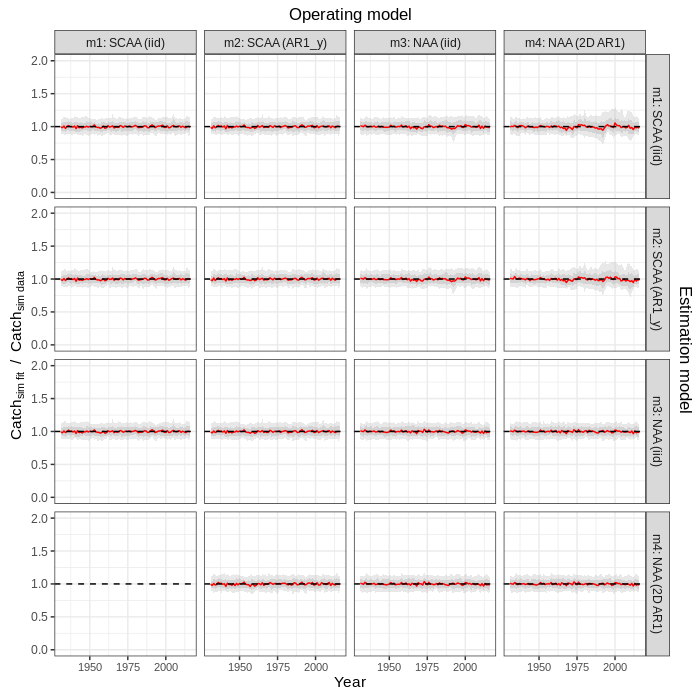 Operating model
m1: SCAA (iid)
m2: SCAA (AR1_y)
m3: NAA (iid)
m4: NAA (2D AR1)
2.0
1.5
1.0
0.5
0.0
m1: SCAA (iid)
2.0
1.5
1.0
0.5
0.0
m2: SCAA (AR1_y)
2.0
1.5
1.0
0.5
0.0
m3: NAA (iid)
2.0
1.5
1.0
0.5
0.0
m4: NAA (2D AR1)
Catch sim fit / Catch sim data
Estimation model
1950 1975 2000
1950 1975 2000
1950 1975 2000
1950 1975 2000
Year